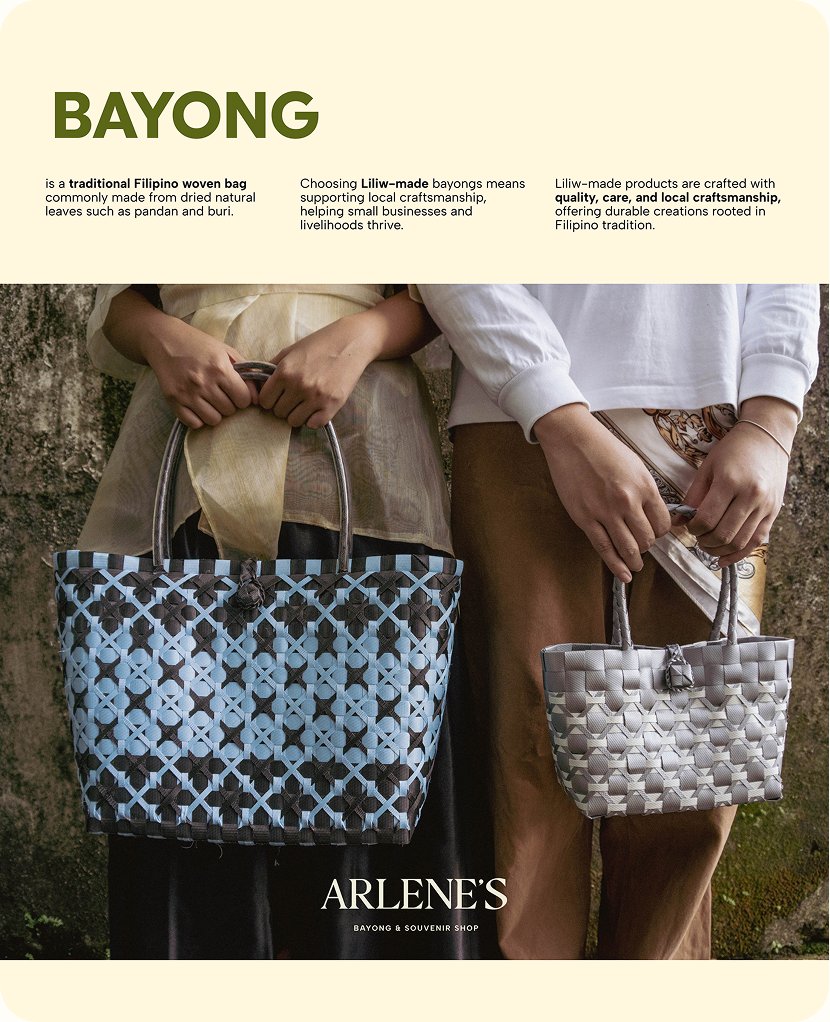 BAYONG
is a traditional Filipino woven bag
commonly made from dried natural
leaves such as pandan and buri.
Choosing Liliw-made bayongs means
supporting local craftsmanship,
helping small businesses and
livelihoods thrive.
Liliw-made products are crafted with
quality, care, and local craftsmanship,
offering durable creations rooted in
Filipino tradition.
ARLENE'S
BAYONG & SOUVENIR SHOP